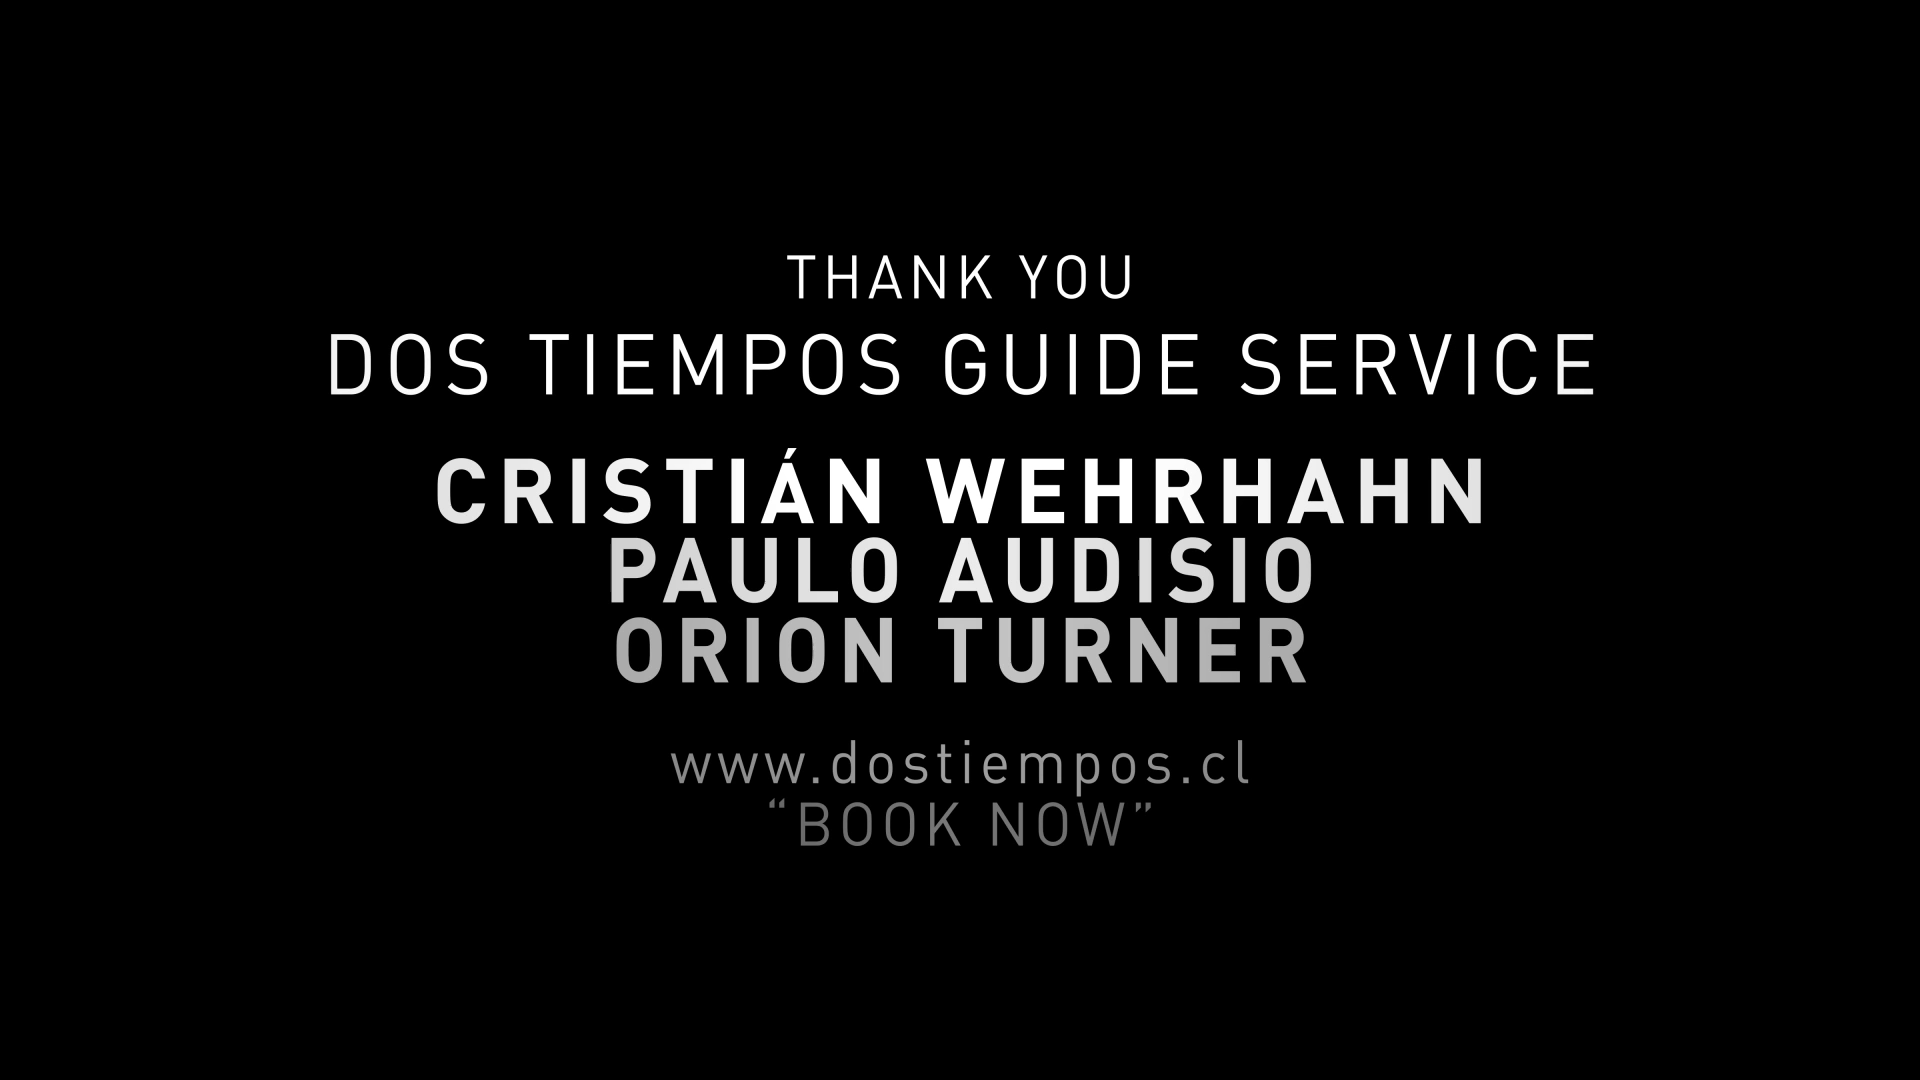 THANK YOU
DOS TIEMPOS GUIDE SERVICE
CRISTIÁN WEHRHAHN
PAULO AUDISIO
ORION TURNER
www.dostiempos.cl
“BOOK NOW”